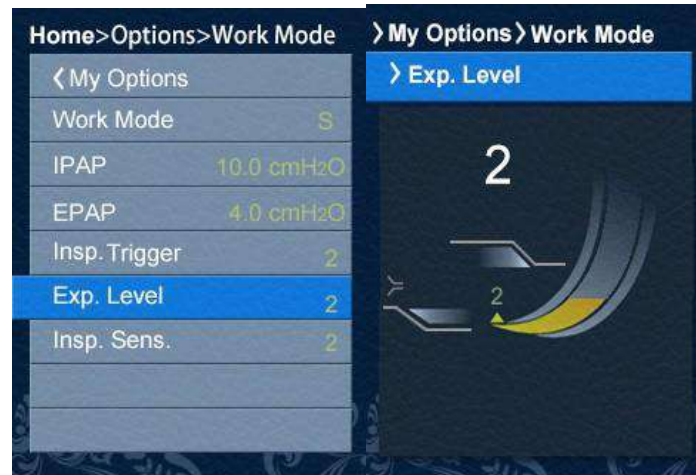 Home>Options>Work Mode
‹My Options
Work Mode S
IPAP 10.0 cmH2O
EPAP 4.0 cmH2O
Insp. Trigger 2
Exp. Level 2
Insp. Sens. 2
›My Options›Work Mode
›Exp. Level
2
2